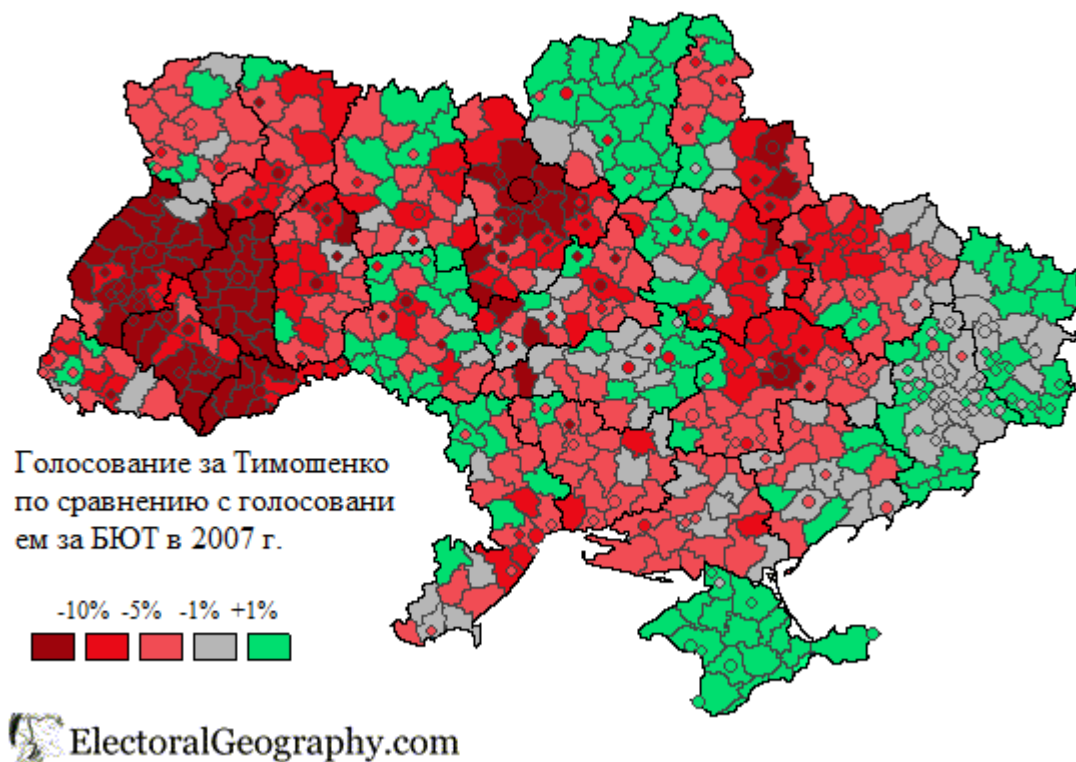 Голосование за Тимошенко
по сравнению с голосовани
ем за БЮТ в 2007 г.
-10% -5% -1% +1%
ElectoralGeography.com